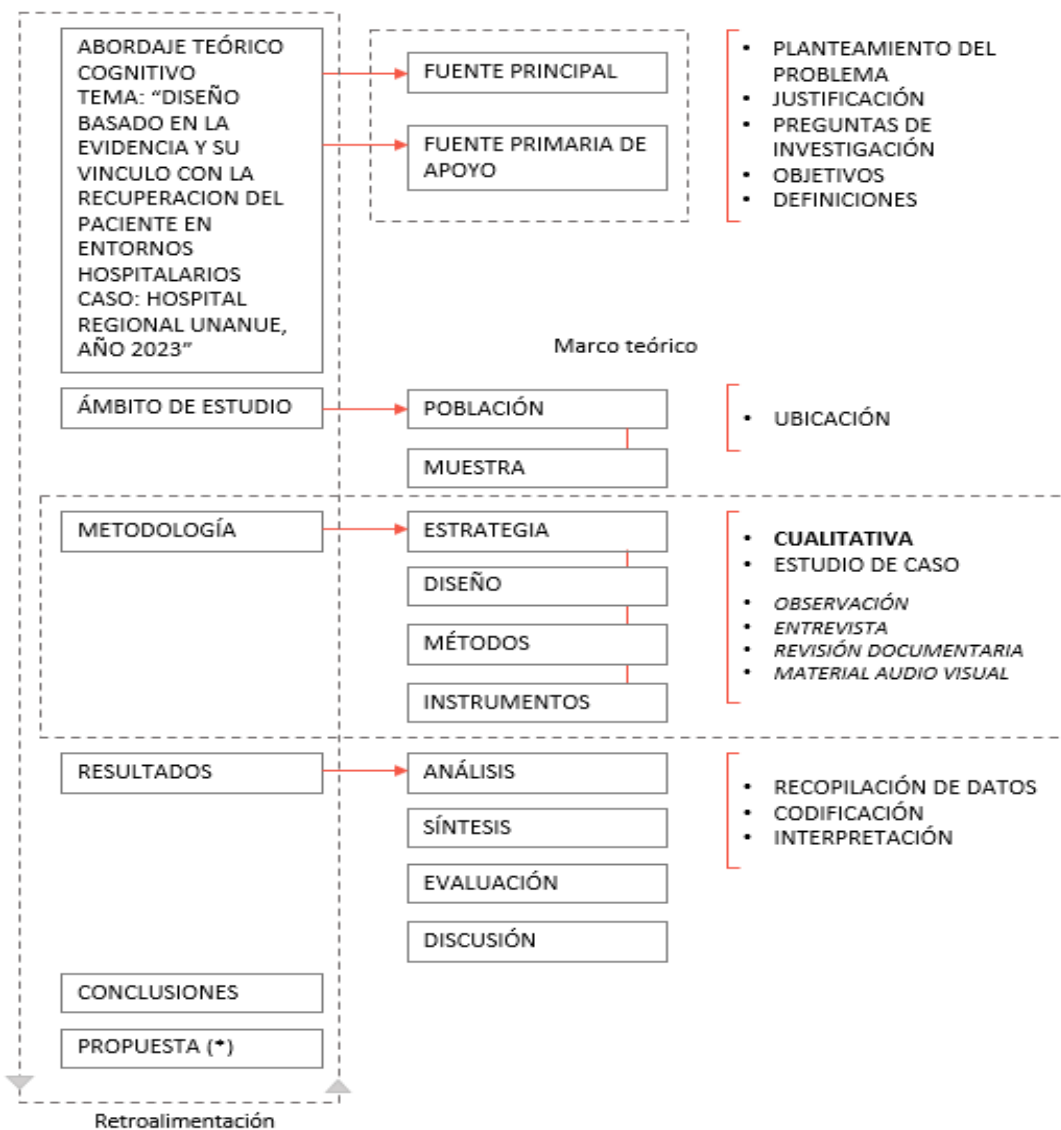 ABORDAJE TEÓRICO
COGNITIVO
TEMA: “DISEÑO
BASADO EN LA
EVIDENCIA Y SU
VINCULO CON LA
RECUPERACION DEL
PACIENTE EN
ENTORNOS
HOSPITALARIOS
CASO: HOSPITAL
REGIONAL UNANUE,
AÑO 2023”
FUENTE PRINCIPAL
FUENTE PRIMARIA DE
APOYO
• PLANTEAMIENTO DEL
PROBLEMA
• JUSTIFICACIÓN
• PREGUNTAS DE
INVESTIGACIÓN
• OBJETIVOS
• DEFINICIONES
Marco teórico
ÁMBITO DE ESTUDIO
POBLACIÓN
MUESTRA
• UBICACIÓN
METODOLOGÍA
ESTRATEGIA
DISEÑO
MÉTODOS
INSTRUMENTOS
• CUALITATIVA
• ESTUDIO DE CASO
• OBSERVACIÓN
• ENTREVISTA
• REVISIÓN DOCUMENTARIA
• MATERIAL AUDIO VISUAL
RESULTADOS
ANÁLISIS
SÍNTESIS
EVALUACIÓN
DISCUSIÓN
• RECOPILACIÓN DE DATOS
• CODIFICACIÓN
• INTERPRETACIÓN
CONCLUSIONES
PROPUESTA (*)
Retroalimentación